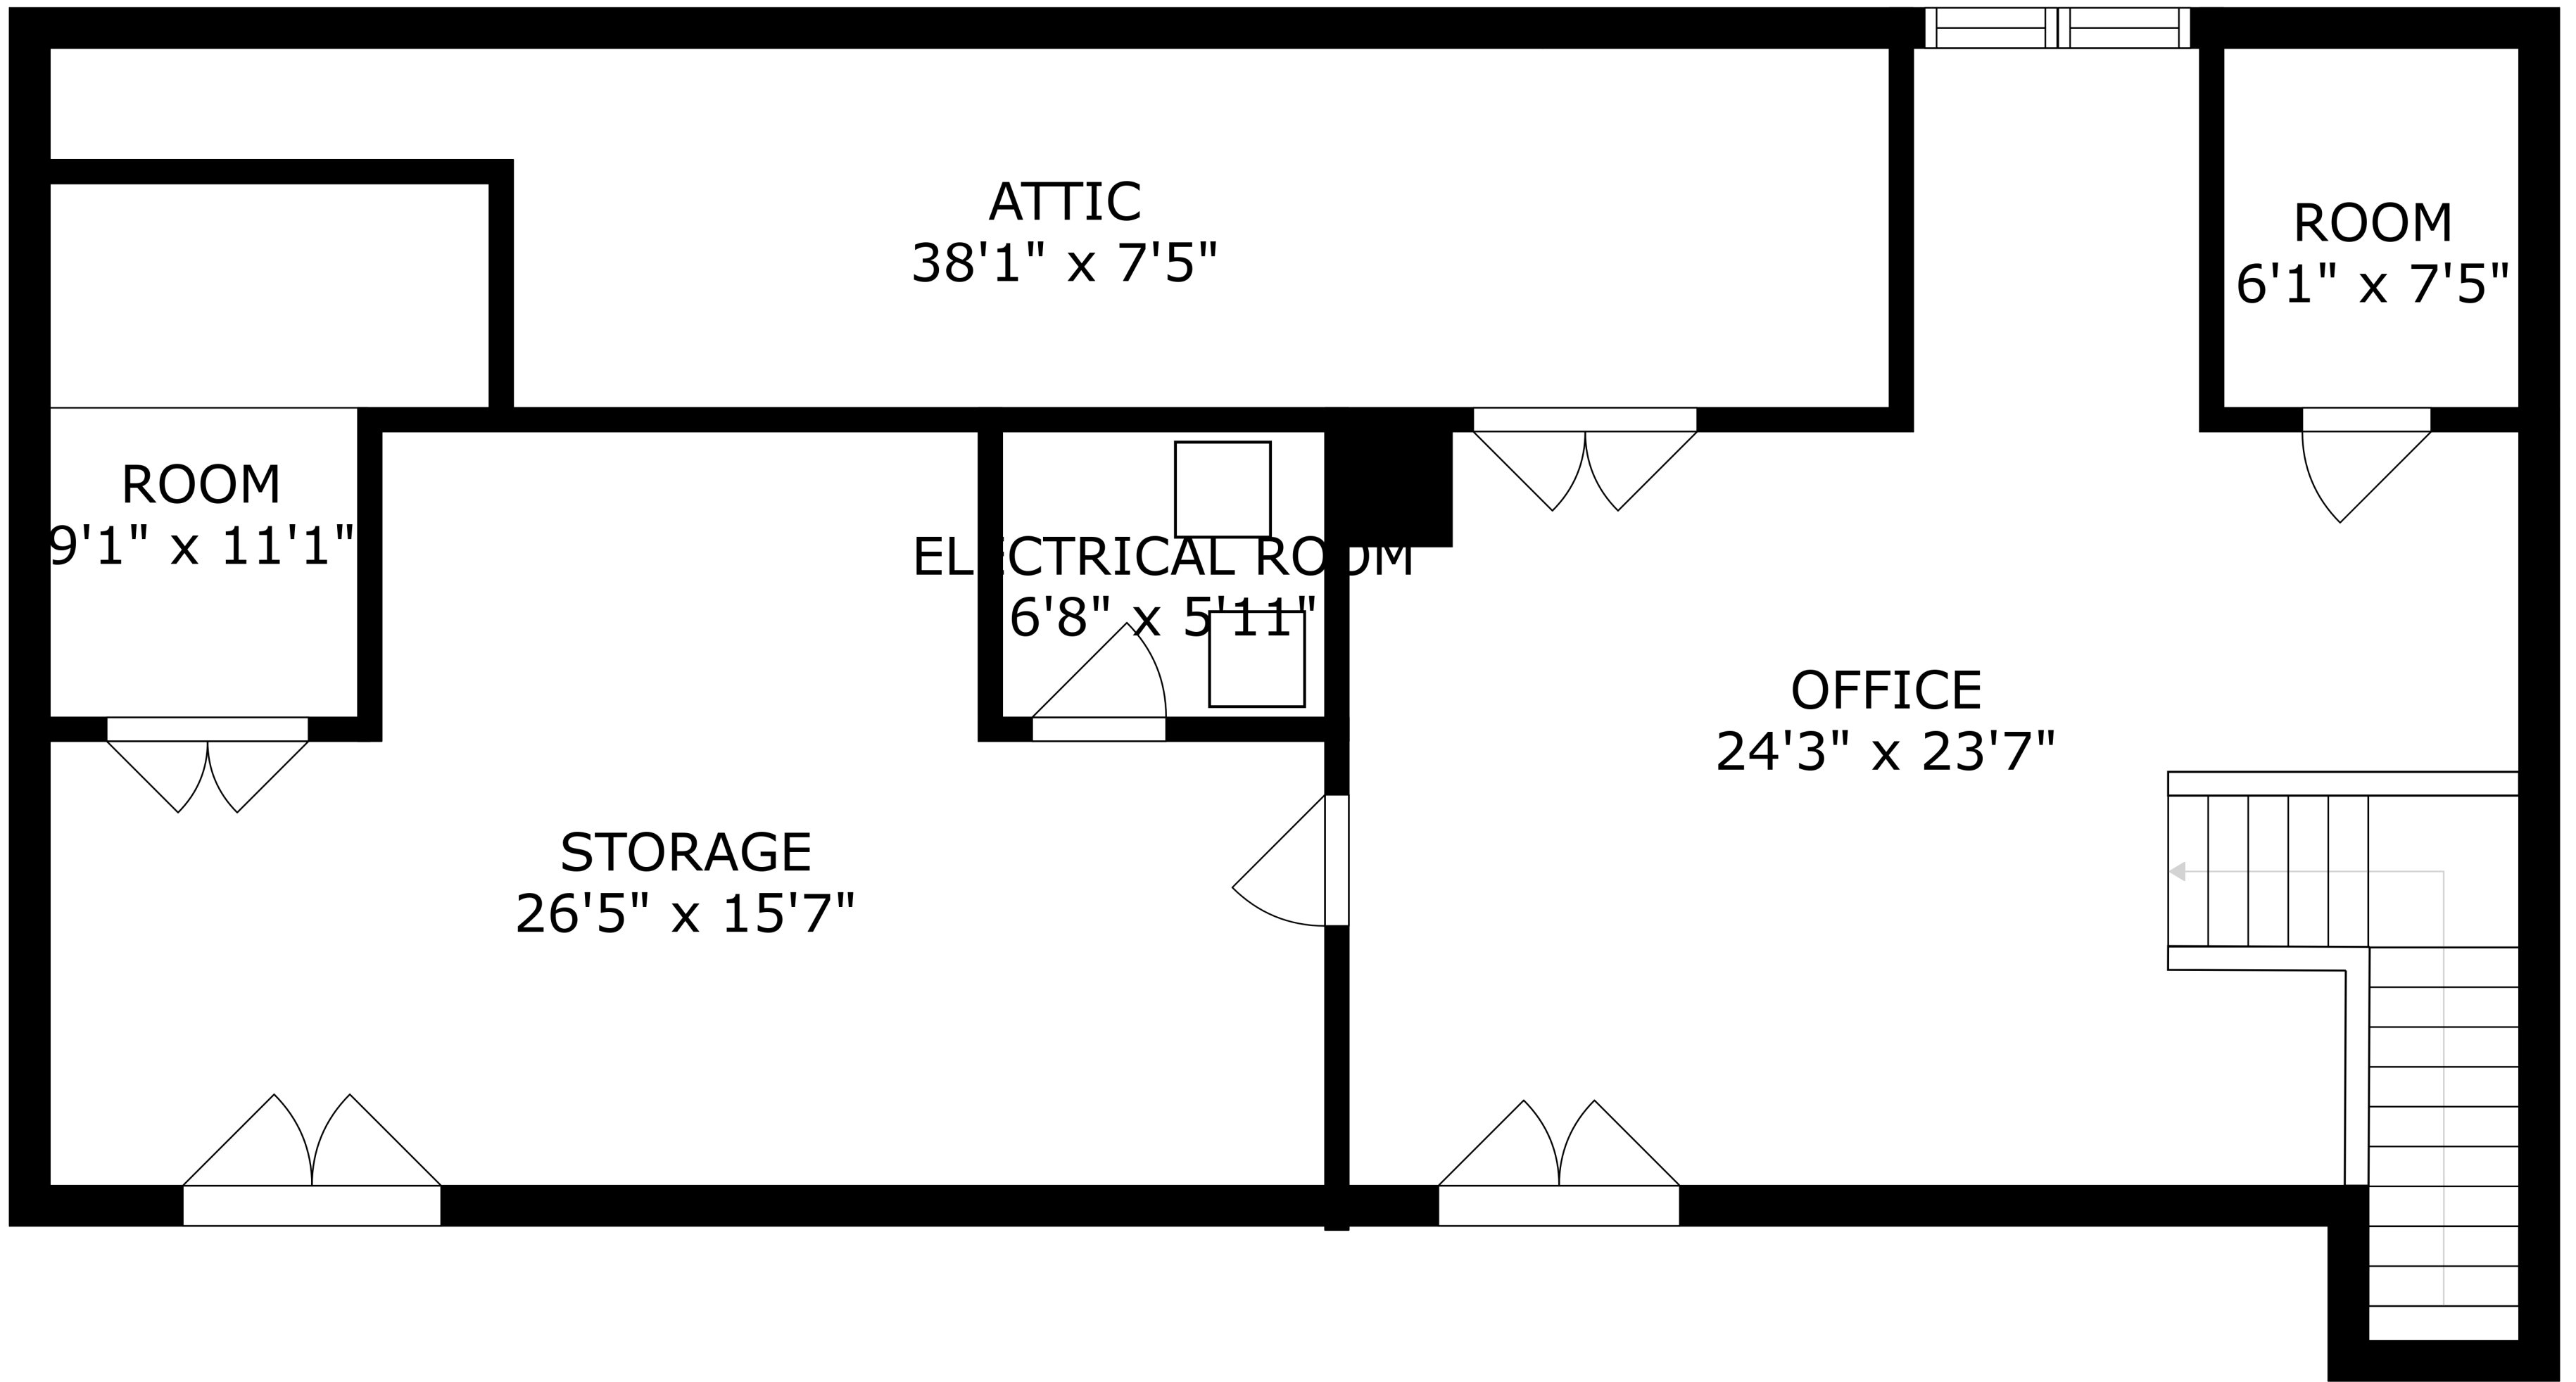 ATTIC
38'1" x 7'5"
ROOM
6'1" x 7'5"
ROOM
9'1" x 11'1"
ELECTRICAL ROOM
6'8" x 5'11"
OFFICE
24'3" x 23'7"
STORAGE
26'5" x 15'7"